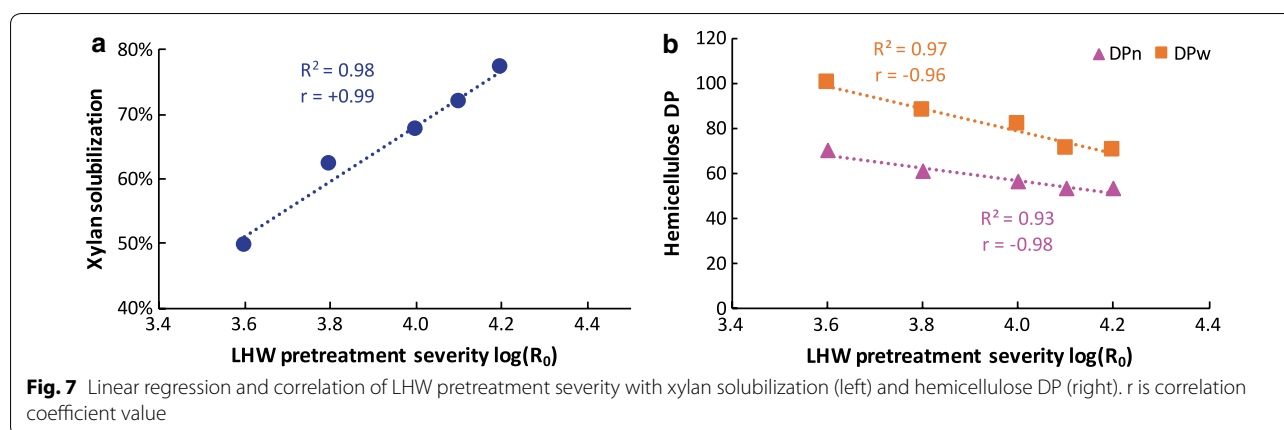 a
80%
70%
60%
50%
40%
Xylan solubilization
R² = 0.98
r = +0.99
3.4 3.6 3.8 4.0 4.2 4.4
LHW pretreatment severity log(R₀)
b
120
100
80
60
40
20
0
Hemicellulose DP
R² = 0.97
r = -0.96
DPn DPw
R² = 0.93
r = -0.98
3.4 3.6 3.8 4.0 4.2 4.4
LHW pretreatment severity log(R₀)
Fig. 7 Linear regression and correlation of LHW pretreatment severity with xylan solubilization (left) and hemicellulose DP (right). r is correlation
coefficient value